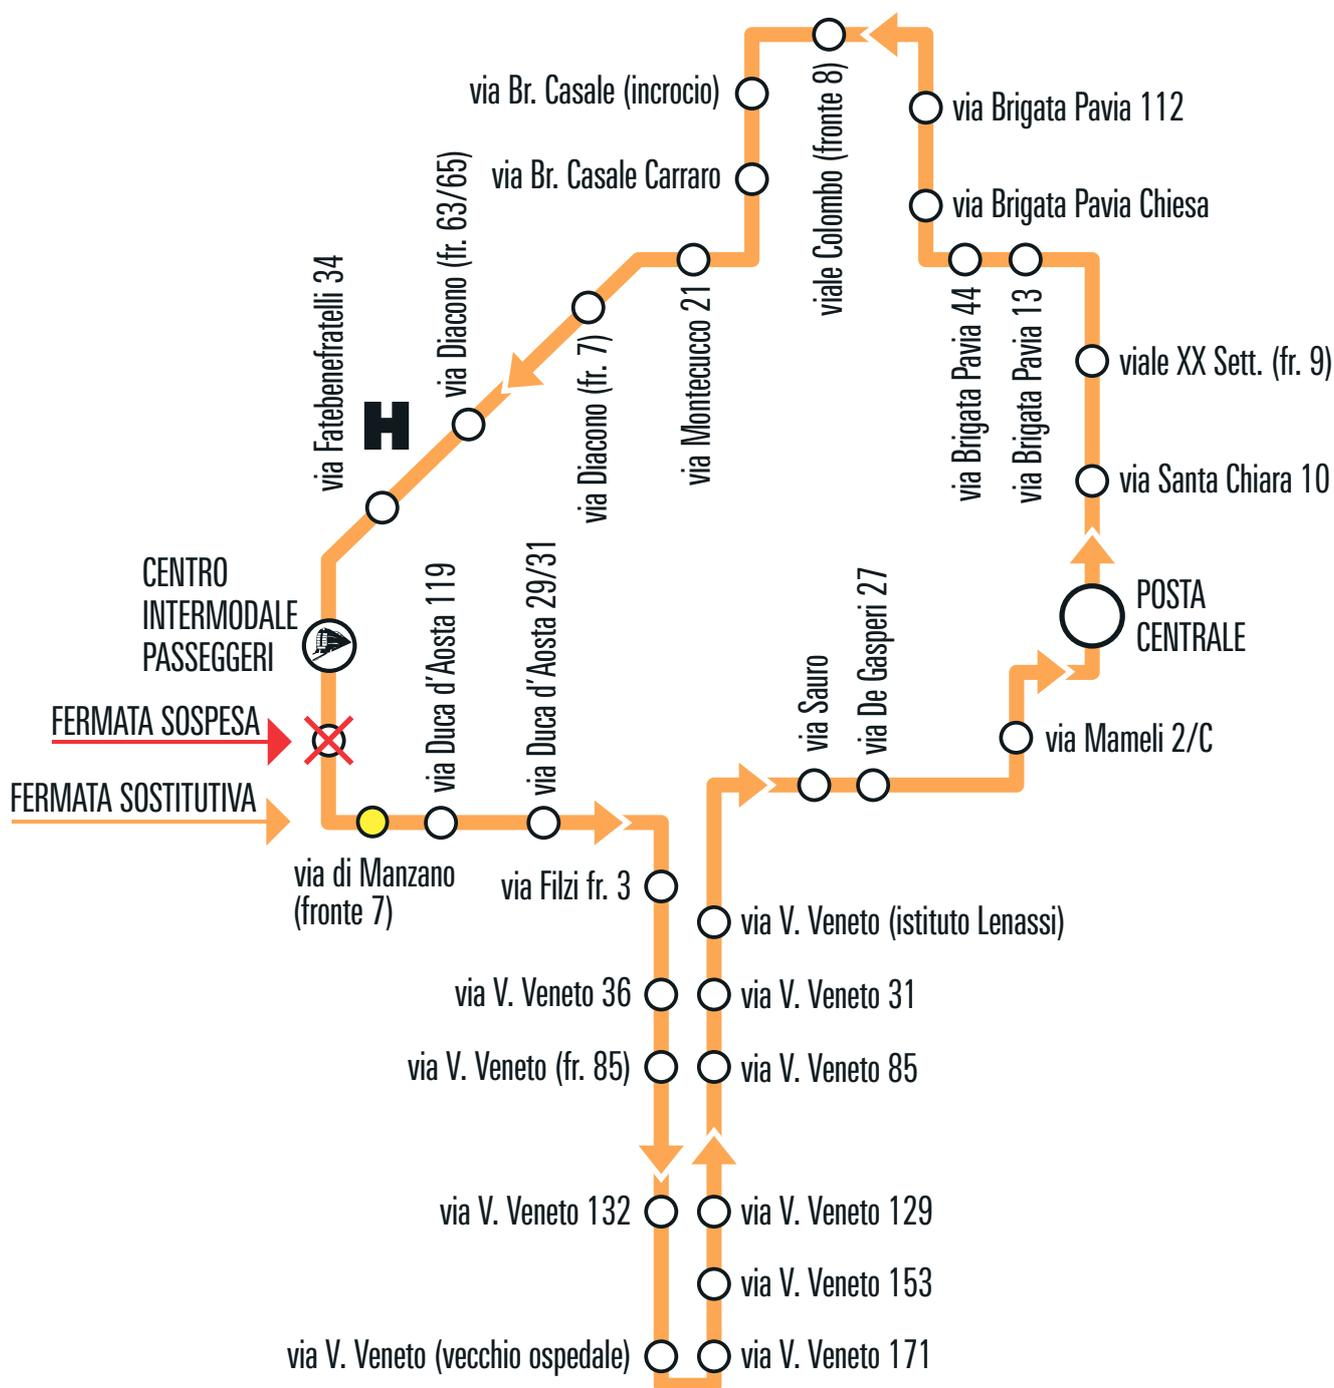 via Br. Casale (incrocio)
viale Colombo (fronte 8)
via Brigata Pavia 112
via Br. Casale Carraro
via Brigata Pavia Chiesa
via Diacono (fr. 63/65)
via Fatebenefratelli 34
H
via Diacono (fr. 7)
via Montecucco 21
via Brigata Pavia 44
via Brigata Pavia 13
viale XX Sett. (fr. 9)
via Santa Chiara 10
CENTRO
INTERMODALE
PASSEGGERI
POSTA
CENTRALE
FERMATA SOSPESA
via Duca d'Aosta 119
via Duca d'Aosta 29/31
via Sauro
via De Gasperi 27
via Mameli 2/C
FERMATA SOSTITUTIVA
via di Manzano
(fronte 7)
via Filzi fr. 3
via V. Veneto (istituto Lenassi)
via V. Veneto 36
via V. Veneto 31
via V. Veneto (fr. 85)
via V. Veneto 85
via V. Veneto 132
via V. Veneto 129
via V. Veneto 153
via V. Veneto (vecchio ospedale)
via V. Veneto 171